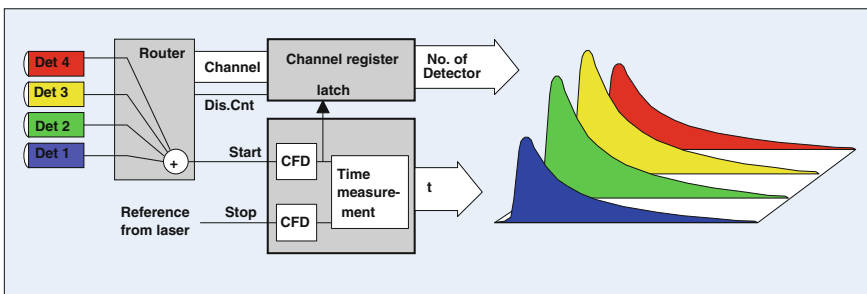 Det 4
Det 3
Det 2
Det 1
Router
+
Channel
Dis.Cnt
Channel register
latch
No. of
Detector
Start
CFD
Time
measure-
ment
t
Reference
from laser
Stop
CFD